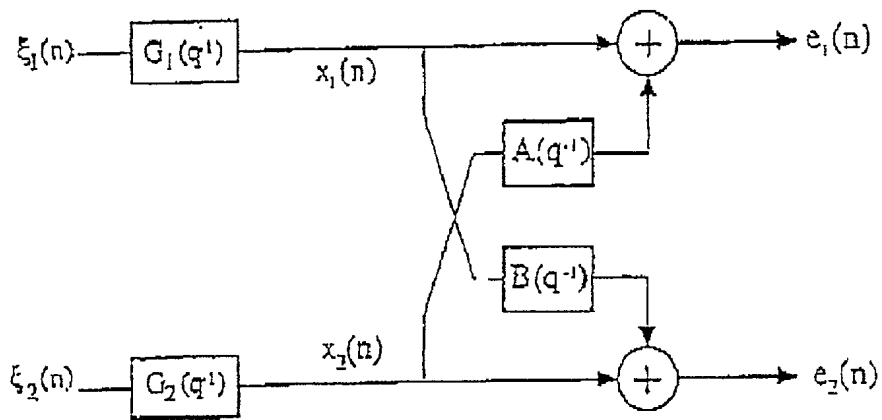 ξ₁(n) G₁(q⁻¹) x₁(n) + e₁(n)
A(q⁻¹)
B(q⁻¹)
ξ₂(n) G₂(q⁻¹) x₂(n) + e₂(n)